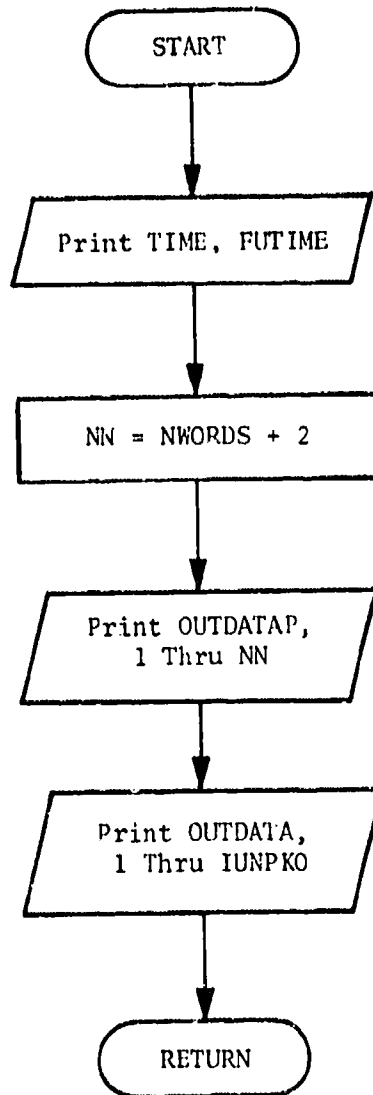 START
Print TIME, FUTIME
NN = NWORDS + 2
Print OUTDATAP,
1 Thru NN
Print OUTDATA,
1 Thru IUNPKO
RETURN